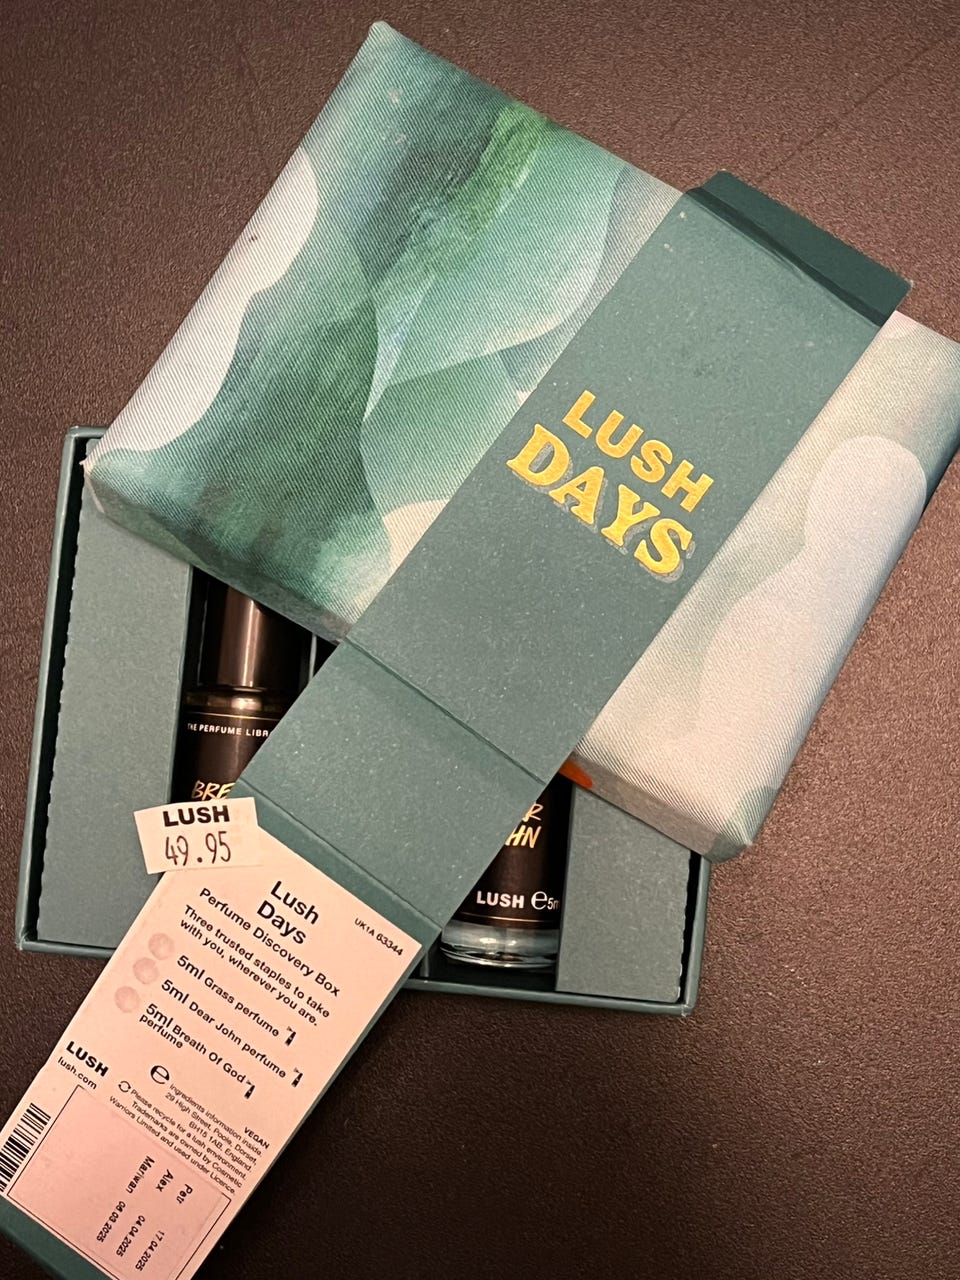 LUSH
DAYS
THE PERFUME LIBR
BRE
HN
LUSH ℮5m
LUSH
49.95
Lush
Days
Perfume Discovery Box
Three trusted staples to take
with you, wherever you are.
5ml Grass perfume
5ml Dear John perfume
5ml Breath Of God
perfume
UK1A 63344
LUSH
lush.com
℮
VEGAN
Ingredients information inside.
29 High Street, Poole, Dorset,
BH15 1AB, England.
Please recycle for a lush environment.
Trademarks are owned by Cosmetic
Warriors Limited and used under Licence.
Petr 17 04 2025
Alex 04 04 2025
Mariwan 08 03 2025